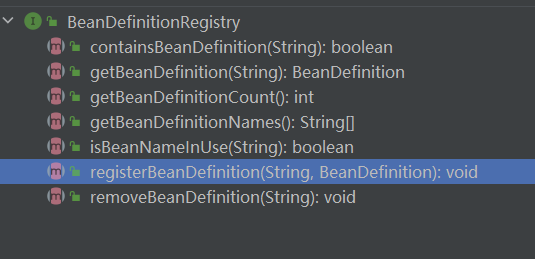 BeanDefinitionRegistry
containsBeanDefinition(String): boolean
getBeanDefinition(String): BeanDefinition
getBeanDefinitionCount(): int
getBeanDefinitionNames(): String[]
isBeanNameInUse(String): boolean
registerBeanDefinition(String, BeanDefinition): void
removeBeanDefinition(String): void